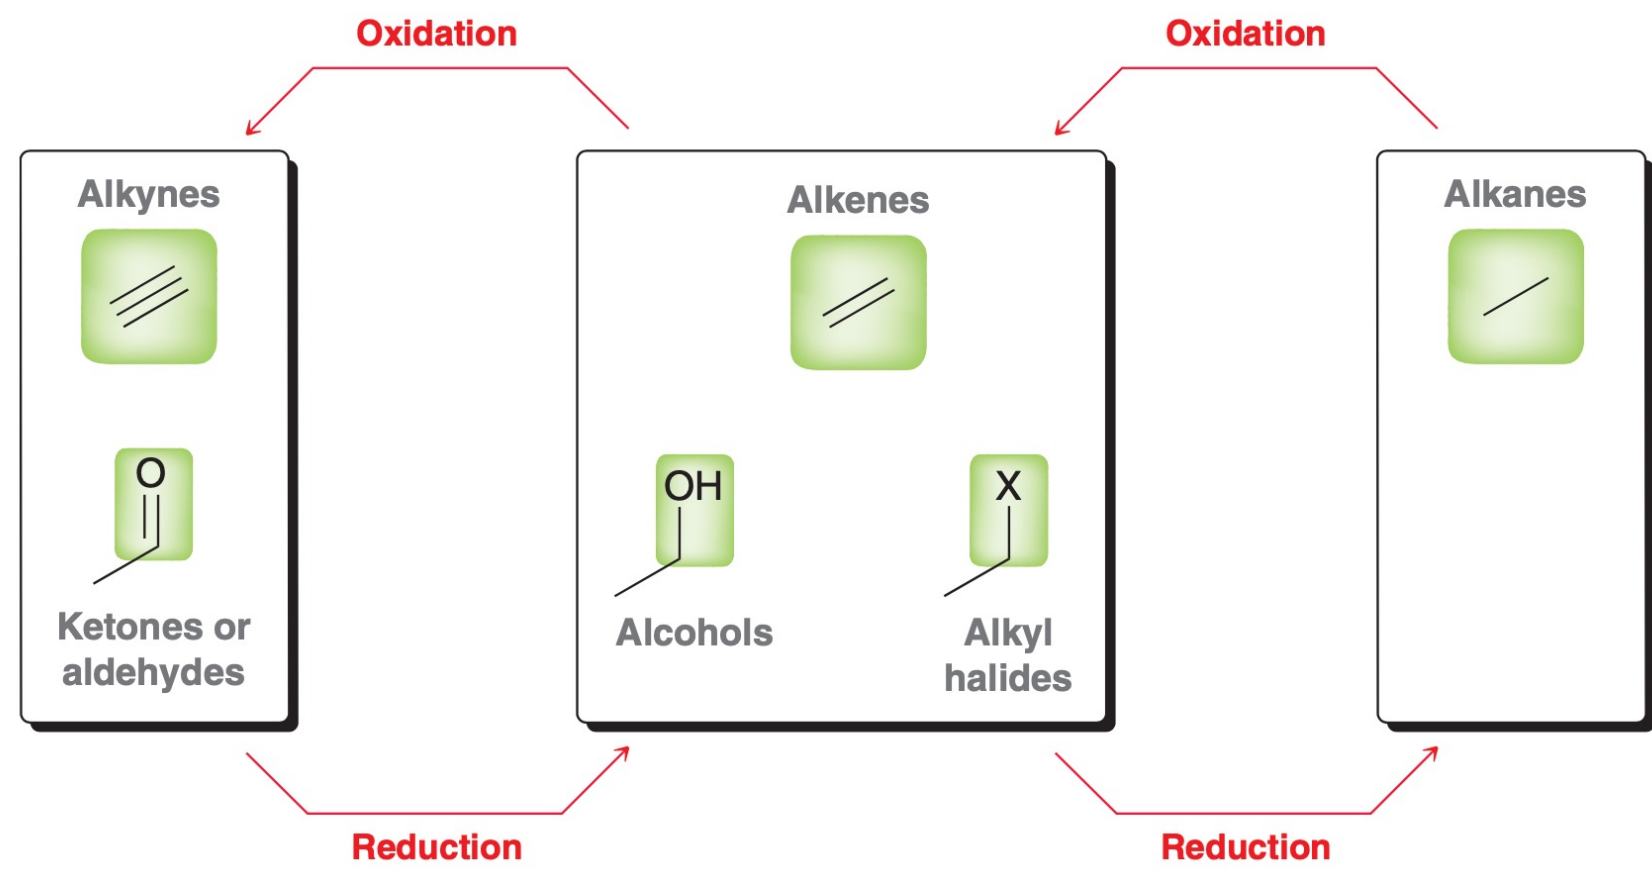 Oxidation
Oxidation
Alkynes
Alkenes
Alkanes
O
OH
X
Ketones or
aldehydes
Alcohols
Alkyl
halides
Reduction
Reduction